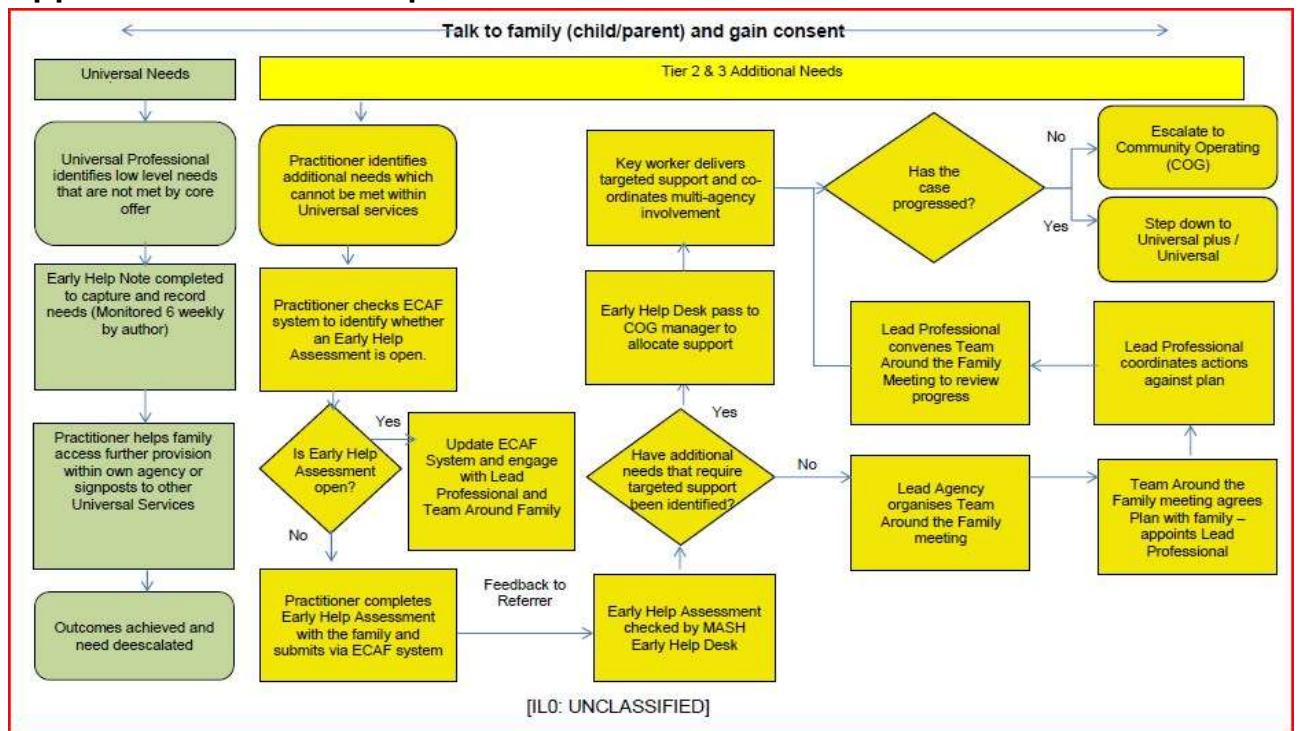 Talk to family (child/parent) and gain consent
Universal Needs
Tier 2 & 3 Additional Needs
Universal Professional
identifies low level needs
that are not met by core
offer
Early Help Note completed
to capture and record
needs (Monitored 6 weekly
by author)
Practitioner helps family
access further provision
within own agency or
signposts to other
Universal Services
Outcomes achieved and
need deescalated
Practitioner identifies
additional needs which
cannot be met within
Universal services
Practitioner checks ECAF
system to identify whether
an Early Help
Assessment is open.
Is Early Help
Assessment
open?
Yes
Update ECAF
System and engage
with Lead
Professional and
Team Around Family
No
Practitioner completes
Early Help Assessment
with the family and
submits via ECAF system
Feedback to
Referrer
Early Help Assessment
checked by MASH
Early Help Desk
Have additional
needs that require
targeted support
been identified?
Yes
Early Help Desk pass to
COG manager to
allocate support
Key worker delivers
targeted support and co-
ordinates multi-agency
involvement
No
Lead Agency
organises Team
Around the Family
meeting
Team Around the
Family meeting agrees
Plan with family –
appoints Lead
Professional
Lead Professional
coordinates actions
against plan
Lead Professional
convenes Team
Around the Family
Meeting to review
progress
Has the
case
progressed?
No
Escalate to
Community Operating
(COG)
Yes
Step down to
Universal plus /
Universal
[IL0: UNCLASSIFIED]